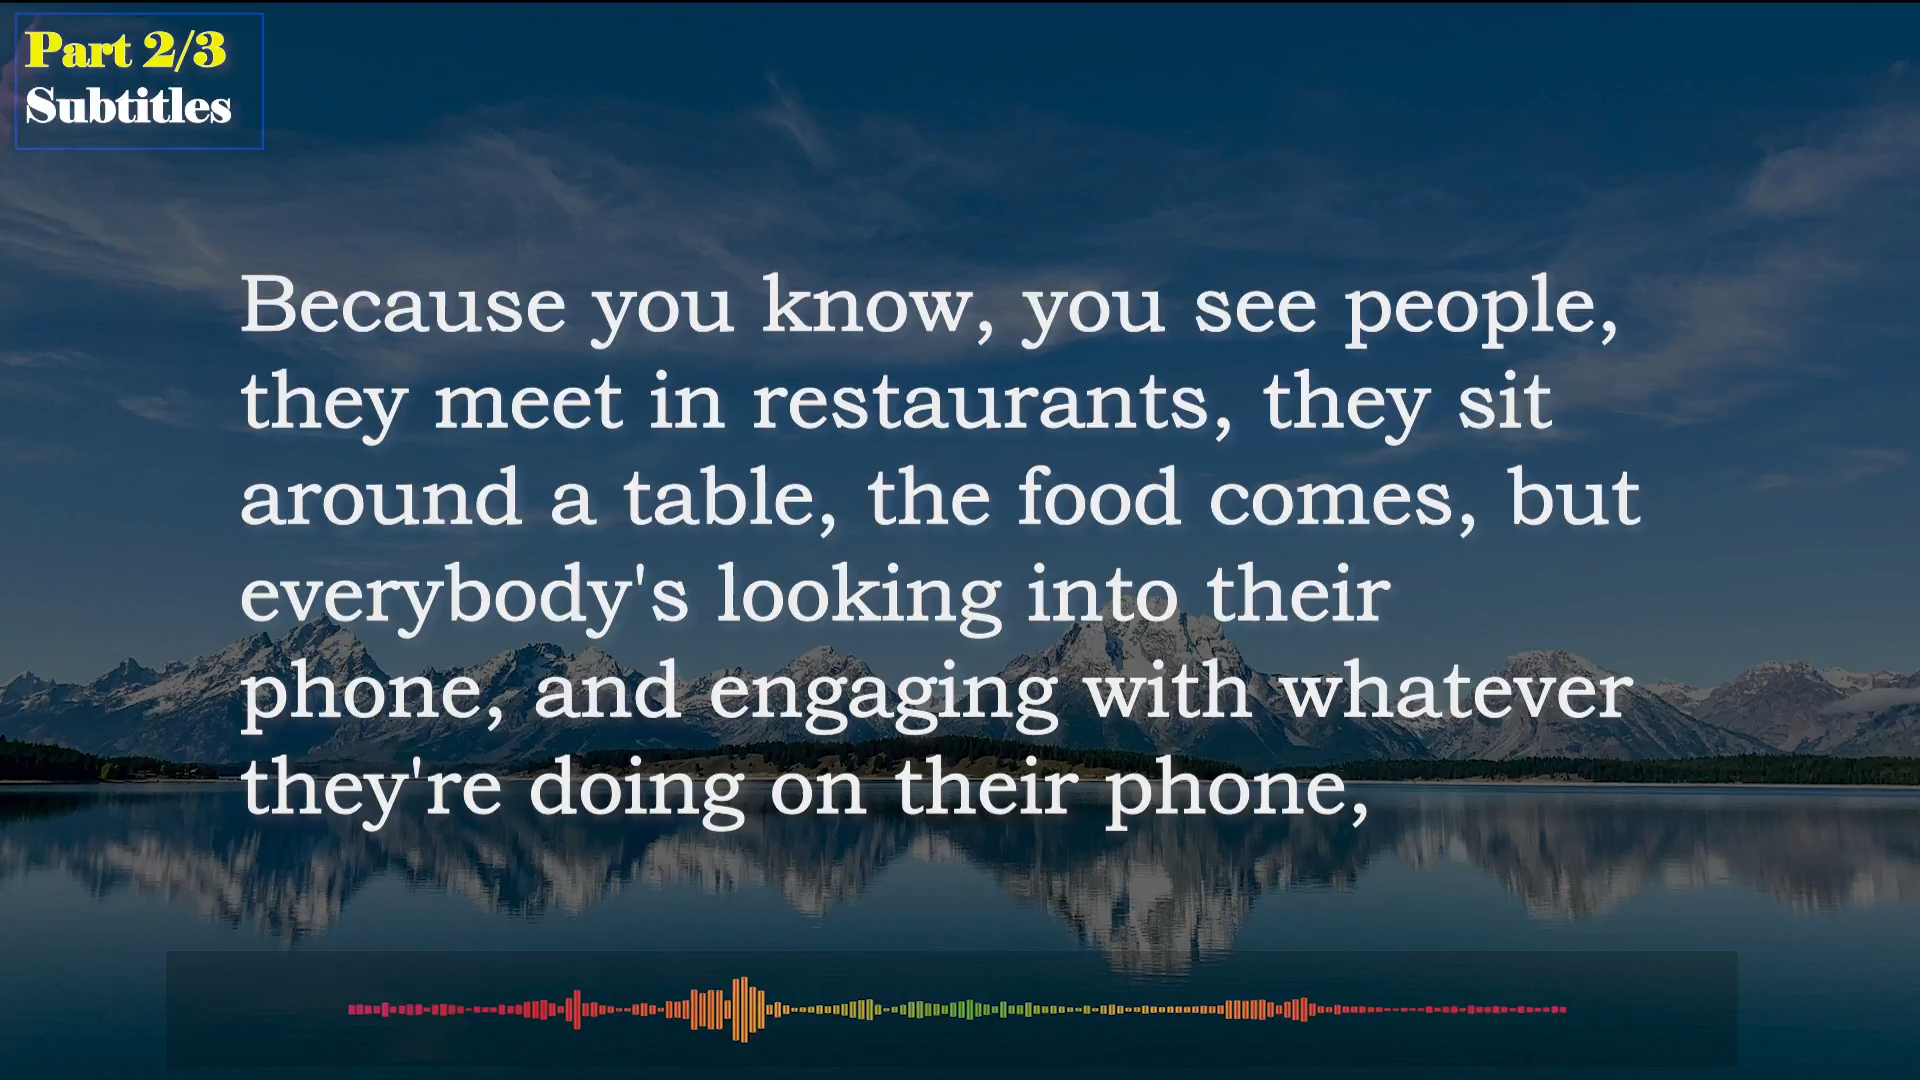 Part 2/3
Subtitles
Because you know, you see people,
they meet in restaurants, they sit
around a table, the food comes, but
everybody's looking into their
phone, and engaging with whatever
they're doing on their phone,